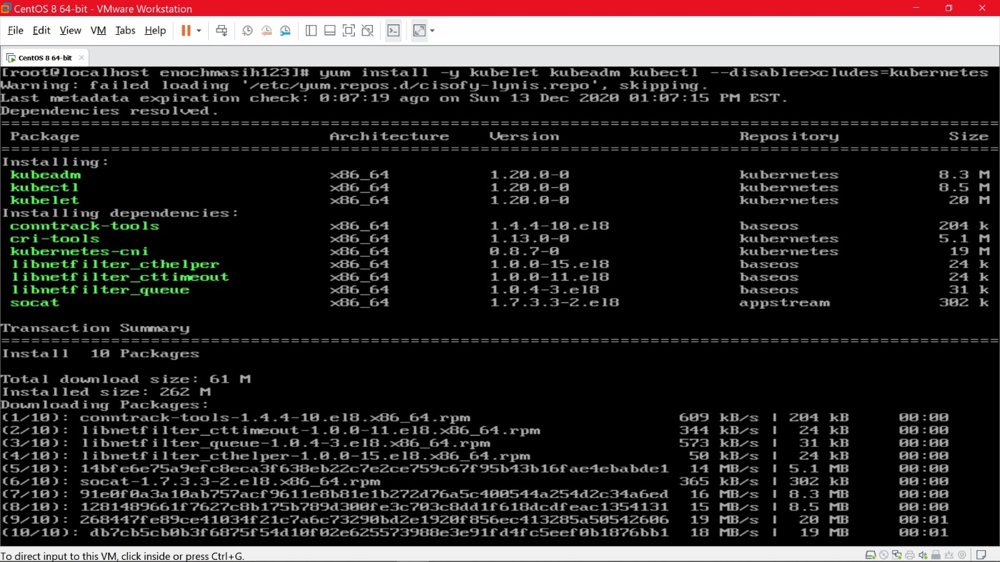 CentOS 8 64-bit - VMware Workstation
File Edit View VM Tabs Help
CentOS 8 64-bit
[root@localhost enochmasih123]# yum install -y kubelet kubeadm kubectl --disableexcludes=kubernetes
Warning: failed loading '/etc/yum.repos.d/cisofy-lynis.repo', skipping.
Last metadata expiration check: 0:07:19 ago on Sun 13 Dec 2020 01:07:15 PM EST.
Dependencies resolved.
Package Architecture Version Repository Size
Installing:
kubeadm x86_64 1.20.0-0 kubernetes 8.3 M
kubectl x86_64 1.20.0-0 kubernetes 8.5 M
kubelet x86_64 1.20.0-0 kubernetes 20 M
Installing dependencies:
conntrack-tools x86_64 1.4.4-10.el8 baseos 204 k
cri-tools x86_64 1.13.0-0 kubernetes 5.1 M
kubernetes-cni x86_64 0.8.7-0 kubernetes 19 M
libnetfilter_cthelper x86_64 1.0.0-15.el8 baseos 24 k
libnetfilter_cttimeout x86_64 1.0.0-11.el8 baseos 24 k
libnetfilter_queue x86_64 1.0.4-3.el8 baseos 31 k
socat x86_64 1.7.3.3-2.el8 appstream 302 k
Transaction Summary
Install 10 Packages
Total download size: 61 M
Installed size: 262 M
Downloading Packages:
(1/10): conntrack-tools-1.4.4-10.el8.x86_64.rpm 609 kB/s | 204 kB 00:00
(2/10): libnetfilter_cttimeout-1.0.0-11.el8.x86_64.rpm 344 kB/s | 24 kB 00:00
(3/10): libnetfilter_queue-1.0.4-3.el8.x86_64.rpm 573 kB/s | 31 kB 00:00
(4/10): libnetfilter_cthelper-1.0.0-15.el8.x86_64.rpm 50 kB/s | 24 kB 00:00
(5/10): 14bfe6e75a9efc8eca3f638eb22c7e2ce759c67f95b43b16fae4ebabde1 14 MB/s | 5.1 MB 00:00
(6/10): socat-1.7.3.3-2.el8.x86_64.rpm 365 kB/s | 302 kB 00:00
(7/10): 91e0f0a3a10ab757acf9611e8b81e1b272d76a5c400544a254d2c34a6ed 16 MB/s | 8.3 MB 00:00
(8/10): 1281489661f7627c8b175b789d300fe3c703c8dd1f618dcdfeac1354131 15 MB/s | 8.5 MB 00:00
(9/10): 268447fe89ce41034f21c7a6c73290bd2e1920f856ec413285a50542606 19 MB/s | 20 MB 00:01
(10/10): db7cb5cb0b3f6875f54d10f02e625573988e3e91fd4fc5eef0b1876bb1 18 MB/s | 19 MB 00:01
To direct input to this VM, click inside or press Ctrl+G.